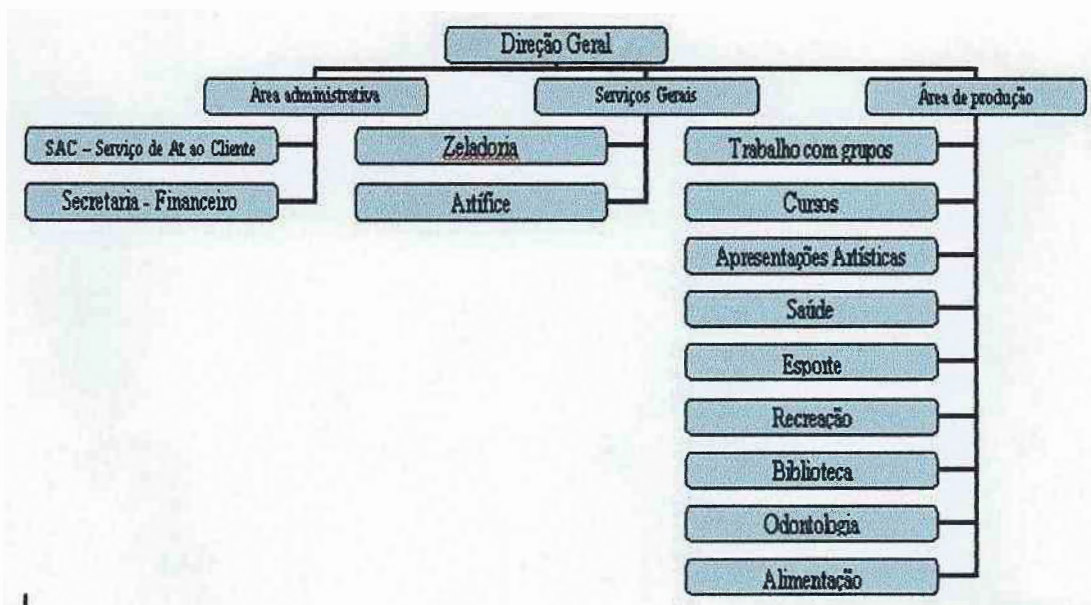 Direção Geral
Área administrativa
Serviços Gerais
Área de produção
SAC – Serviço de At. ao Cliente
Secretaria - Financeiro
Zeladoria
Artífice
Trabalho com grupos
Cursos
Apresentações Artísticas
Saúde
Esporte
Recreação
Biblioteca
Odontologia
Alimentação